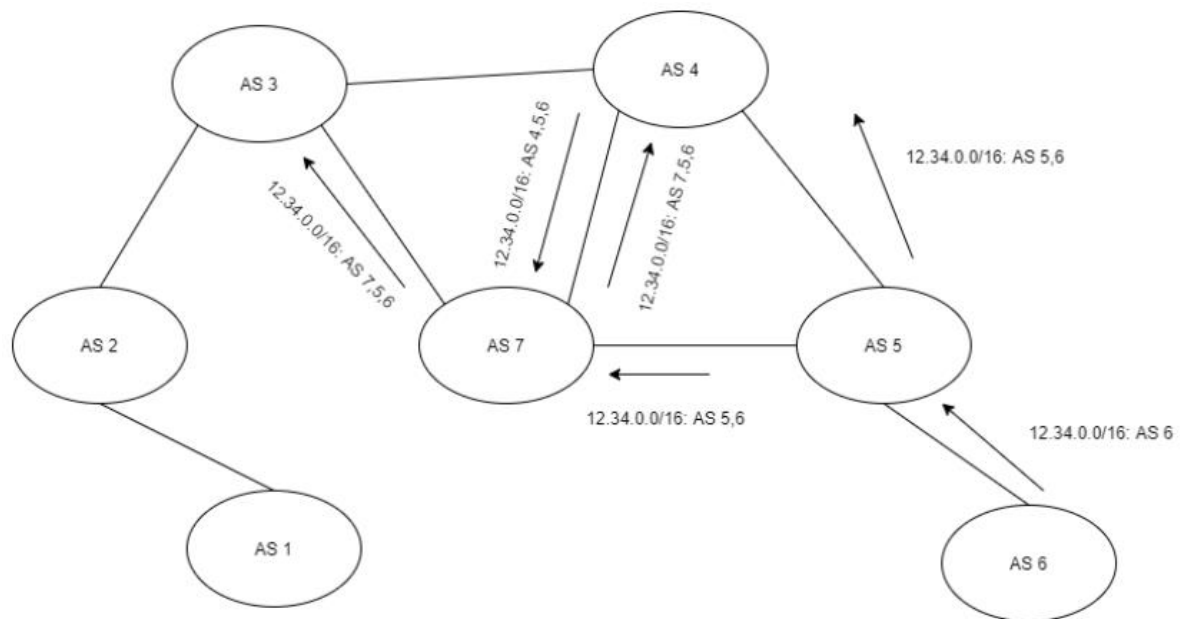 AS 3
AS 4
12.34.0.0/16: AS 5,6
12.34.0.0/16: AS 4,5,6
12.34.0.0/16: AS 7,5,6
12.34.0.0/16: AS 7,5,6
AS 2
AS 7
AS 5
12.34.0.0/16: AS 5,6
12.34.0.0/16: AS 6
AS 1
AS 6